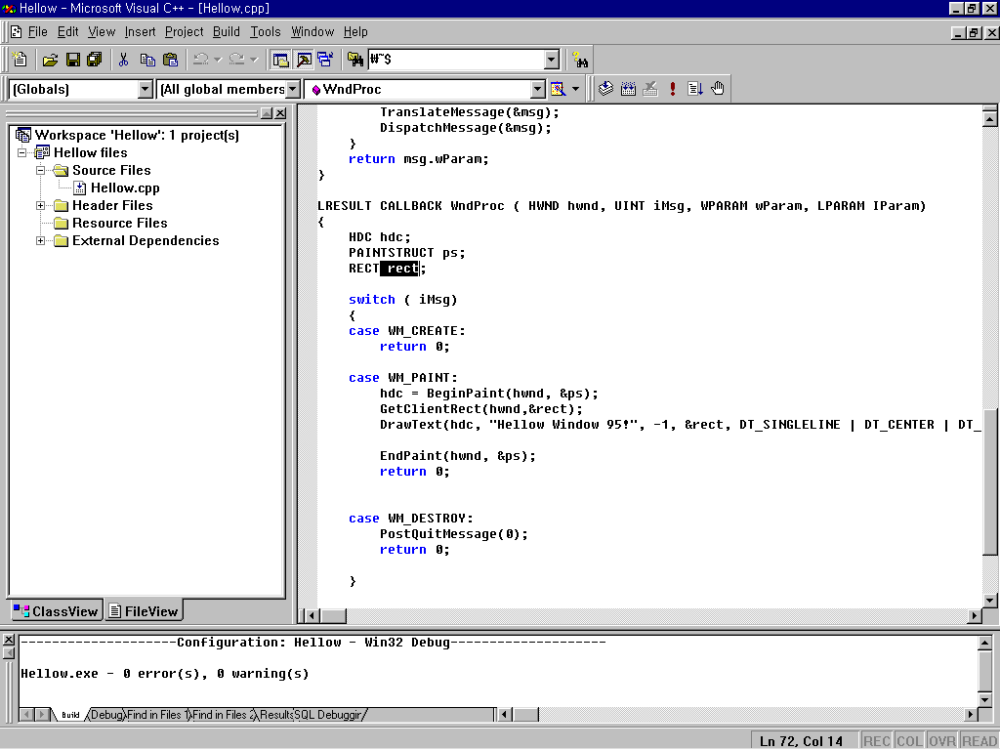 Hellow - Microsoft Visual C++ - [Hellow.cpp]
File Edit View Insert Project Build Tools Window Help
₩~$
(Globals) (All global members WndProc
Workspace 'Hellow': 1 project(s)
Hellow files
Source Files
Hellow.cpp
Header Files
Resource Files
External Dependencies
ClassView FileView
TranslateMessage(&msg);
DispatchMessage(&msg);
}
return msg.wParam;
}
LRESULT CALLBACK WndProc ( HWND hwnd, UINT iMsg, WPARAM wParam, LPARAM IParam)
{
HDC hdc;
PAINTSTRUCT ps;
RECT rect;
switch ( iMsg)
{
case WM_CREATE:
return 0;
case WM_PAINT:
hdc = BeginPaint(hwnd, &ps);
GetClientRect(hwnd,&rect);
DrawText(hdc, "Hellow Window 95!", -1, &rect, DT_SINGLELINE | DT_CENTER | DT_
EndPaint(hwnd, &ps);
return 0;
case WM_DESTROY:
PostQuitMessage(0);
return 0;
}
--------------------Configuration: Hellow - Win32 Debug--------------------
Hellow.exe - 0 error(s), 0 warning(s)
Build Debug Find in Files 1 Find in Files 2 Results SQL Debuggin
Ln 72, Col 14 REC COL OVR READ